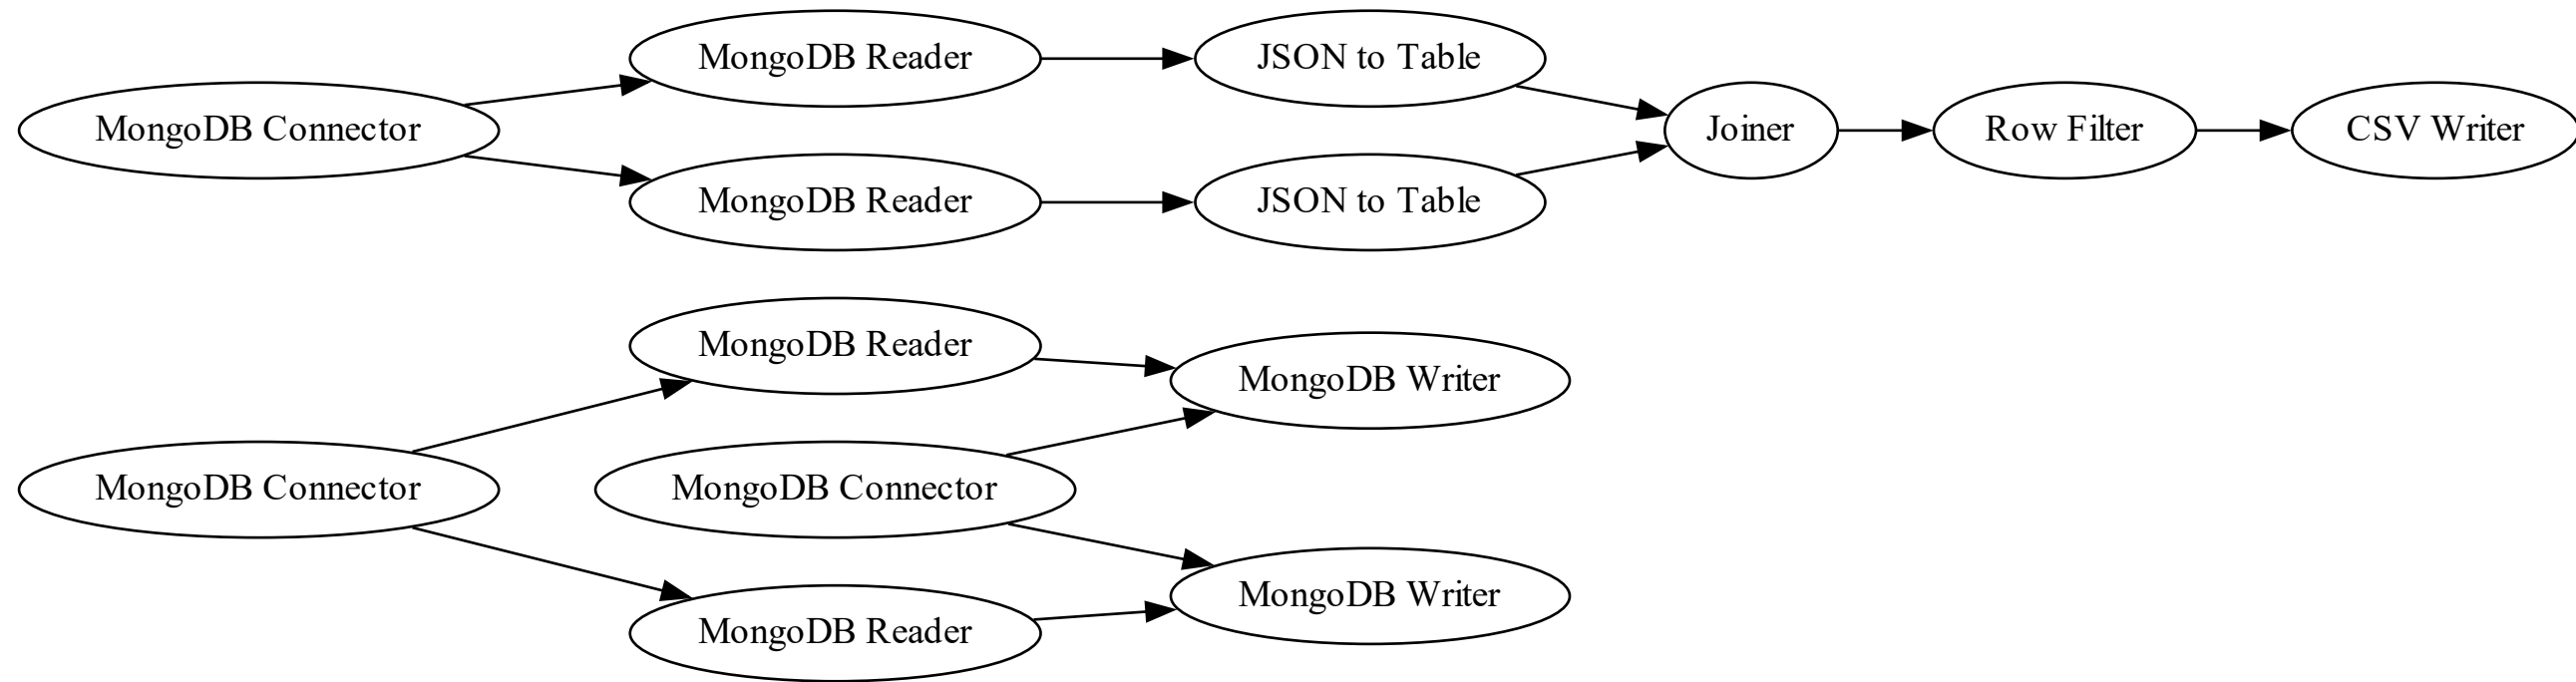 MongoDB Reader
JSON to Table
MongoDB Connector
Joiner
Row Filter
CSV Writer
MongoDB Reader
JSON to Table
MongoDB Reader
MongoDB Writer
MongoDB Connector
MongoDB Connector
MongoDB Writer
MongoDB Reader